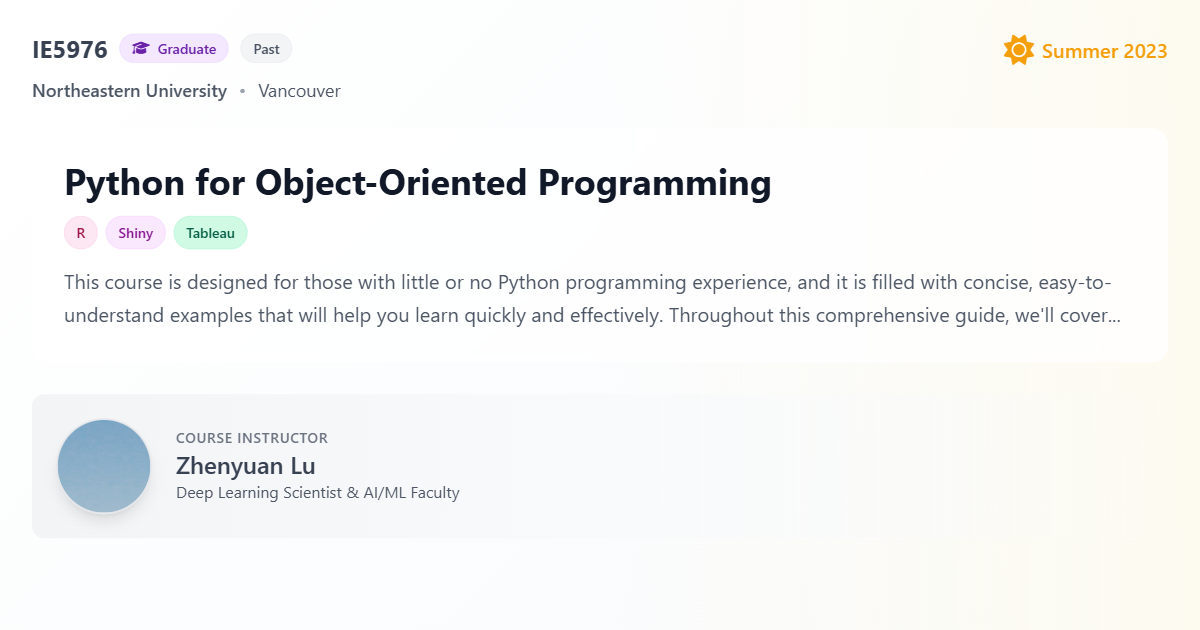 IE5976 Graduate Past
Summer 2023
Northeastern University • Vancouver
Python for Object-Oriented Programming
R Shiny Tableau
This course is designed for those with little or no Python programming experience, and it is filled with concise, easy-to-
understand examples that will help you learn quickly and effectively. Throughout this comprehensive guide, we'll cover...
COURSE INSTRUCTOR
Zhenyuan Lu
Deep Learning Scientist & AI/ML Faculty